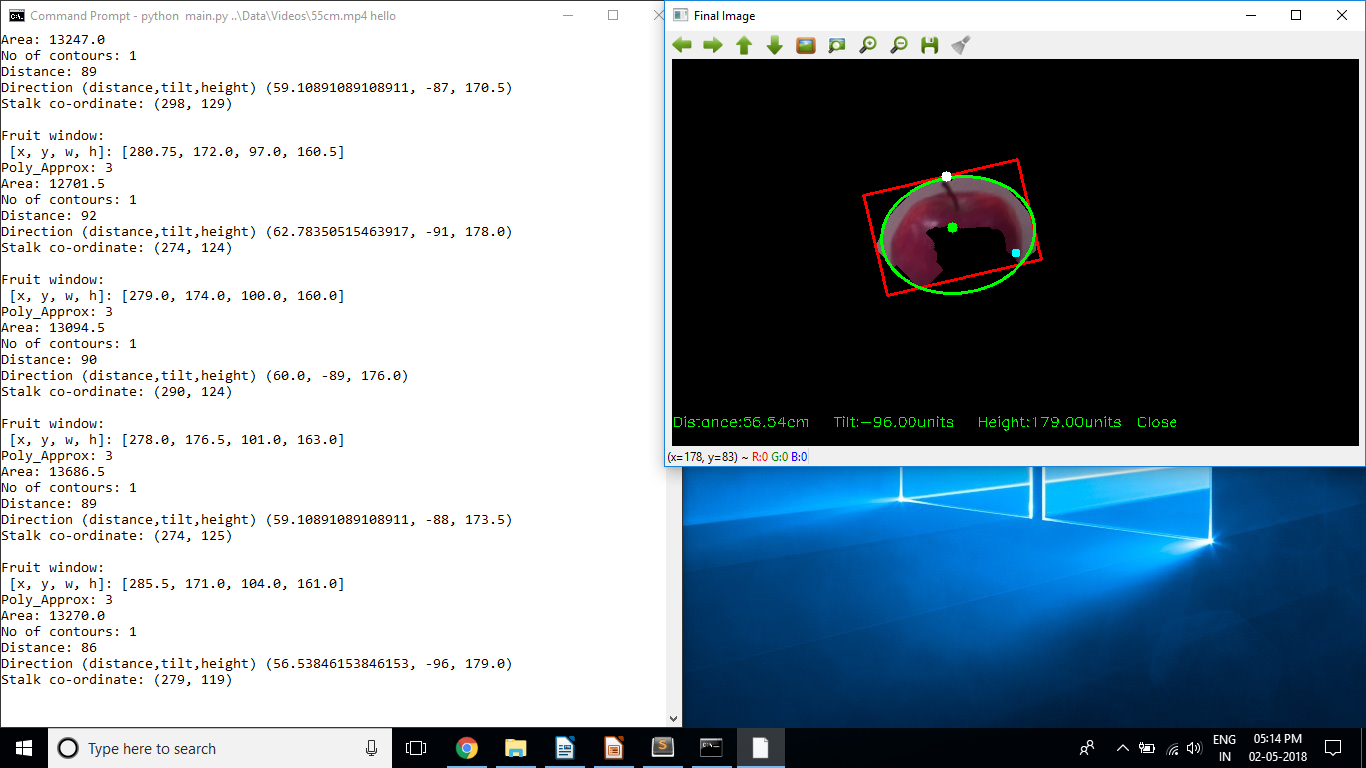 Command Prompt - python  main.py ..\Data\Videos\55cm.mp4 hello
Area: 13247.0
No of contours: 1
Distance: 89
Direction (distance,tilt,height) (59.10891089108911, -87, 170.5)
Stalk co-ordinate: (298, 129)
Fruit window:
 [x, y, w, h]: [280.75, 172.0, 97.0, 160.5]
Poly_Approx: 3
Area: 12701.5
No of contours: 1
Distance: 92
Direction (distance,tilt,height) (62.78350515463917, -91, 178.0)
Stalk co-ordinate: (274, 124)
Fruit window:
 [x, y, w, h]: [279.0, 174.0, 100.0, 160.0]
Poly_Approx: 3
Area: 13094.5
No of contours: 1
Distance: 90
Direction (distance,tilt,height) (60.0, -89, 176.0)
Stalk co-ordinate: (290, 124)
Fruit window:
 [x, y, w, h]: [278.0, 176.5, 101.0, 163.0]
Poly_Approx: 3
Area: 13686.5
No of contours: 1
Distance: 89
Direction (distance,tilt,height) (59.10891089108911, -88, 173.5)
Stalk co-ordinate: (274, 125)
Fruit window:
 [x, y, w, h]: [285.5, 171.0, 104.0, 161.0]
Poly_Approx: 3
Area: 13270.0
No of contours: 1
Distance: 86
Direction (distance,tilt,height) (56.53846153846153, -96, 179.0)
Stalk co-ordinate: (279, 119)
Final Image
Distance:56.54cm Tilt:-96.00units Height:179.00units Close
(x=178, y=83) ~ R:0 G:0 B:0
Type here to search
ENG
IN
05:14 PM
02-05-2018